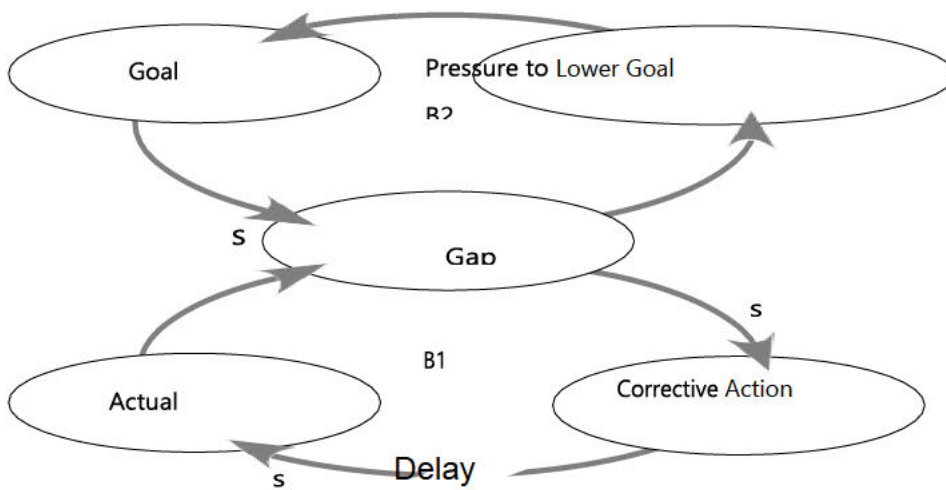 Goal
Pressure to Lower Goal
B2
s
Gap
s
B1
Actual
Corrective Action
Delay
s